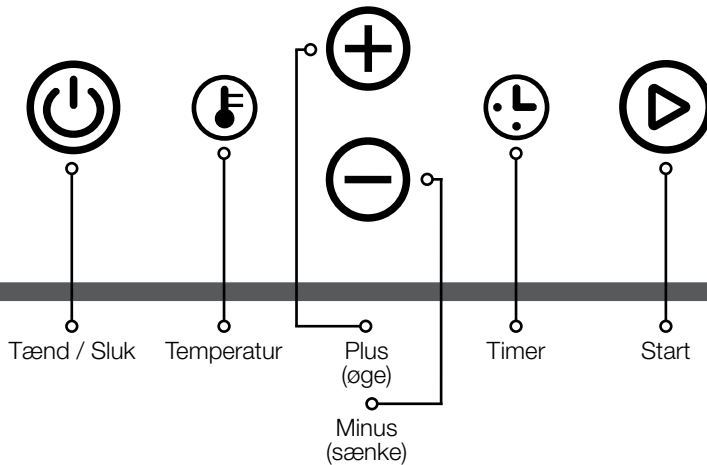 Tænd / Sluk
Temperatur
Plus
(øge)
Timer
Start
Minus
(sænke)